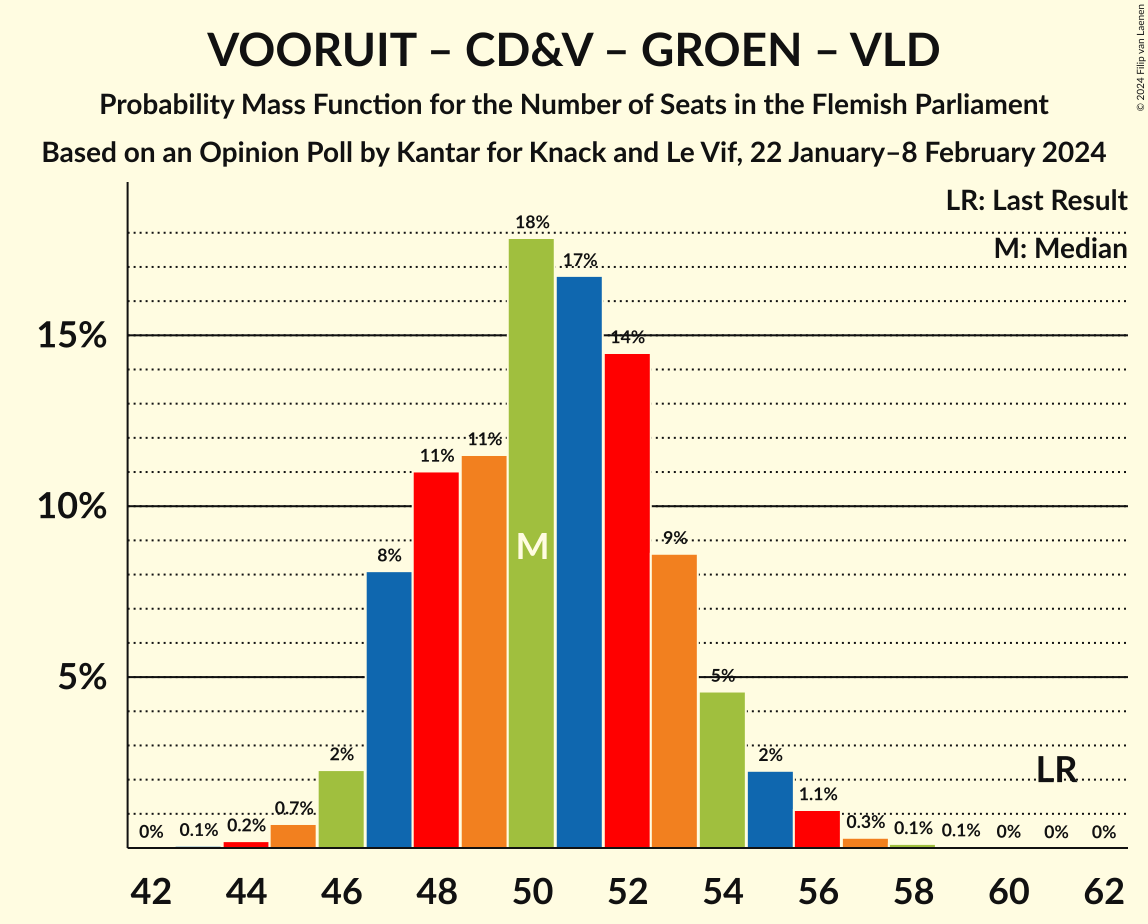 VOORUIT – CD&V – GROEN – VLD
Probability Mass Function for the Number of Seats in the Flemish Parliament
Based on an Opinion Poll by Kantar for Knack and Le Vif, 22 January–8 February 2024
© 2024 Filip van Laenen
LR: Last Result
M: Median
15%
10%
5%
0% 0.1% 0.2% 0.7% 2% 8% 11% 11% 18% 17% 14% 9% 5% 2% 1.1% 0.3% 0.1% 0.1% 0% 0% 0%
M
LR
42 44 46 48 50 52 54 56 58 60 62